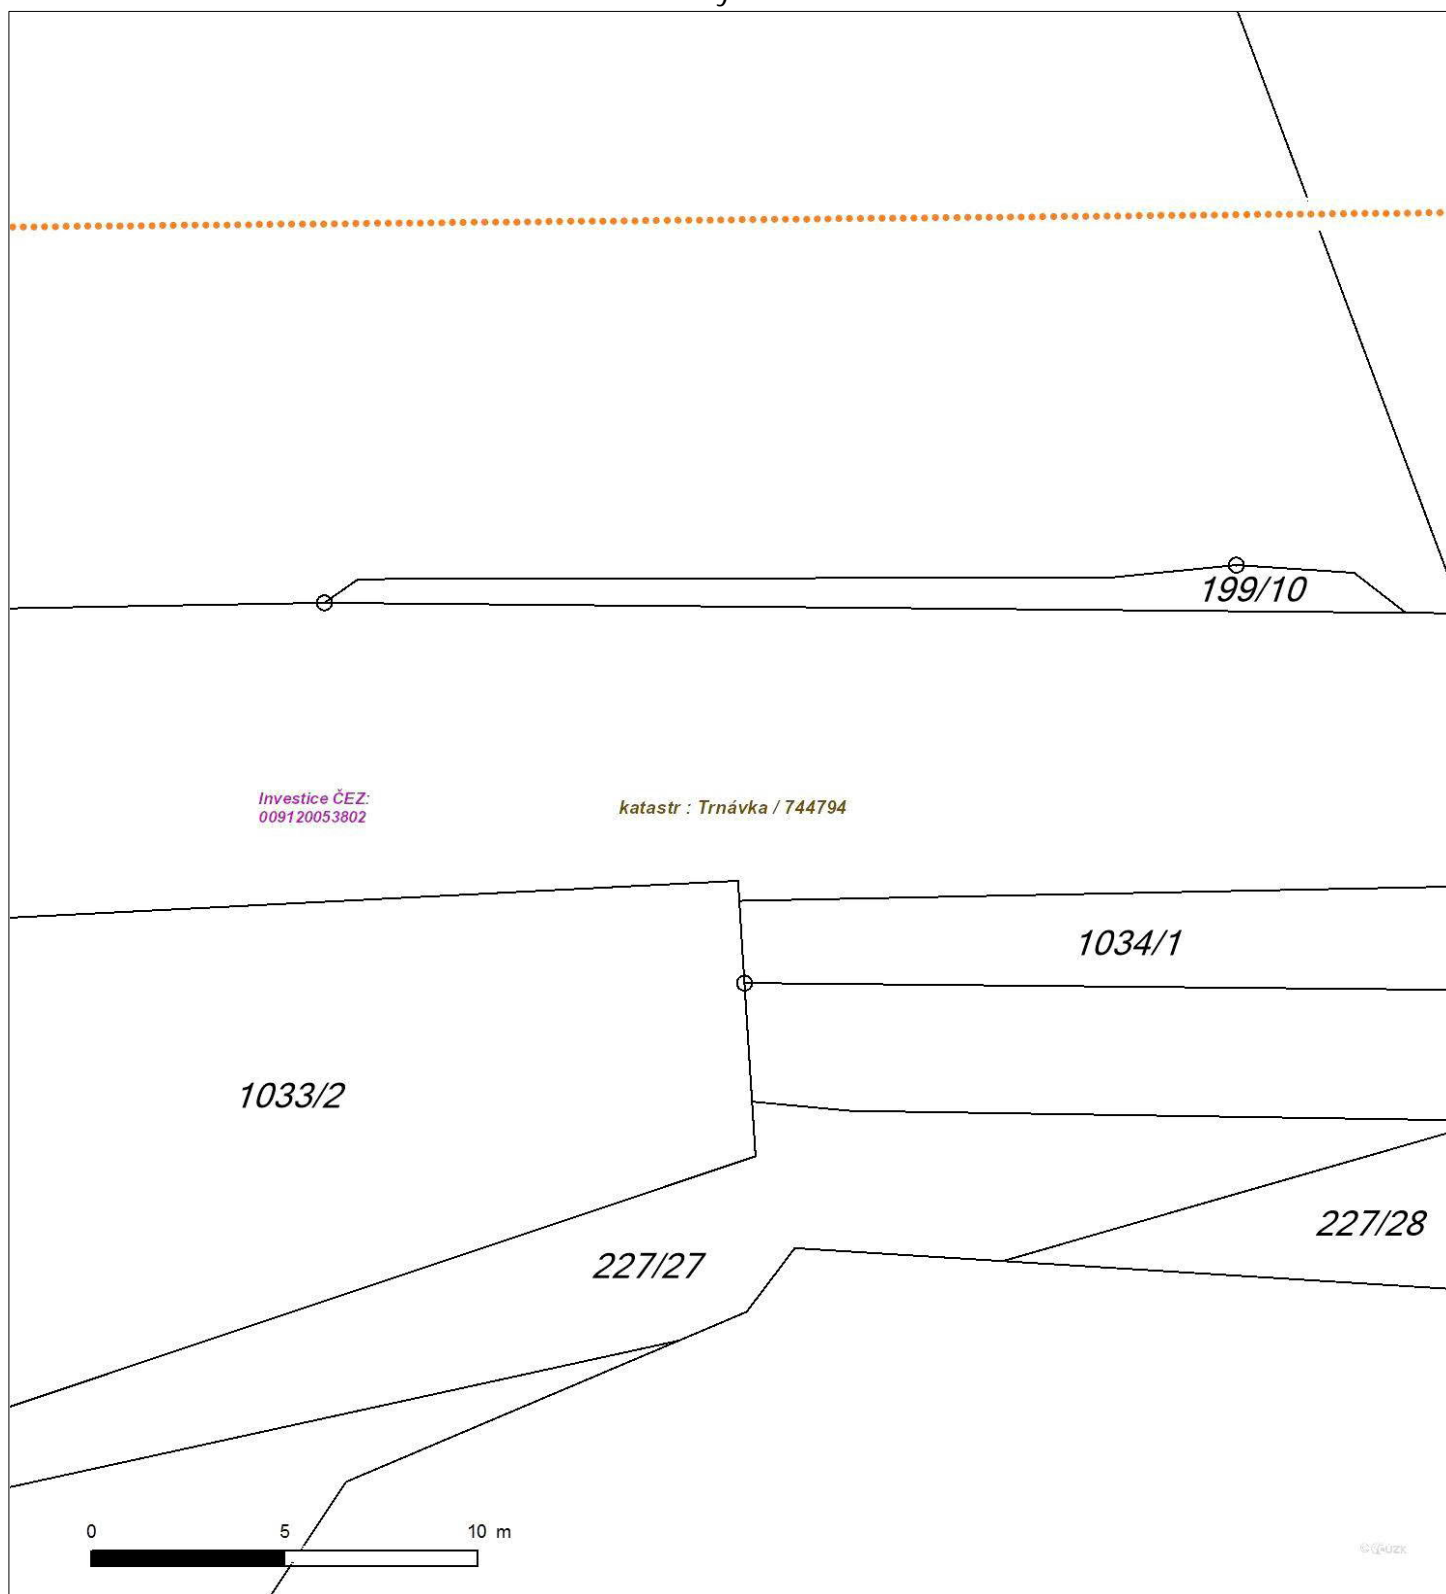 199/10
Investice ČEZ:
009120053802
katastr : Trnávka / 744794
1034/1
1033/2
227/28
227/27
0 5 10 m